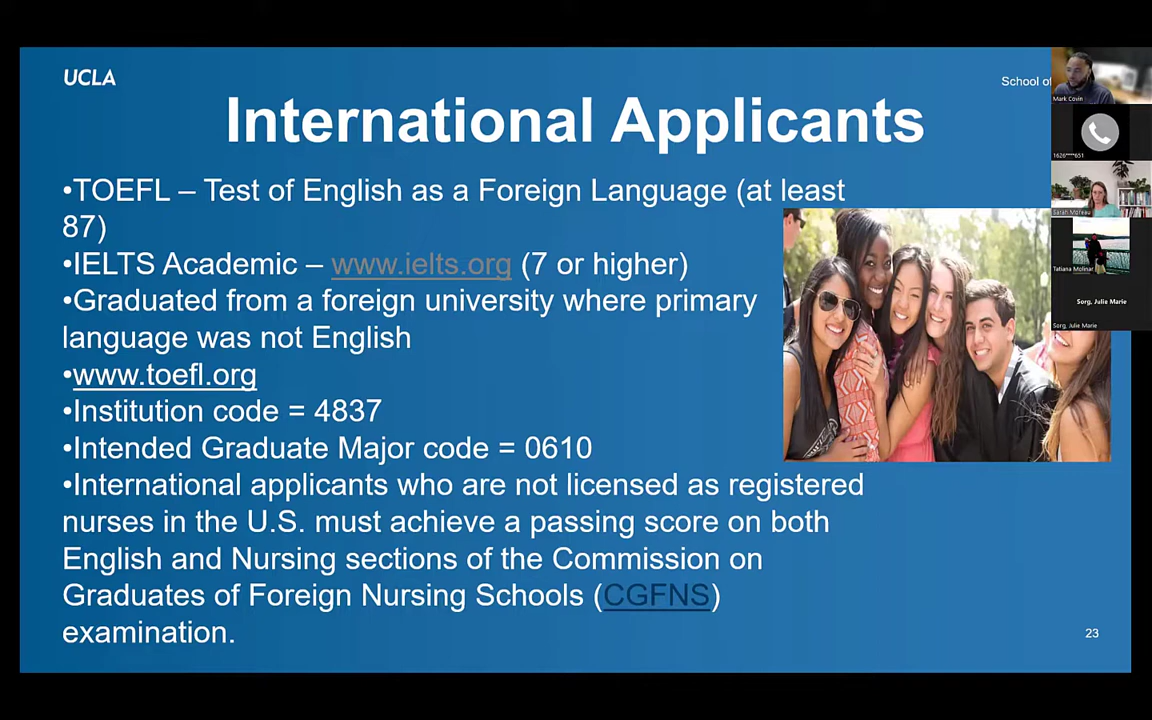 UCLA
School of
International Applicants
•TOEFL – Test of English as a Foreign Language (at least
87)
•IELTS Academic – www.ielts.org (7 or higher)
•Graduated from a foreign university where primary
language was not English
•www.toefl.org
•Institution code = 4837
•Intended Graduate Major code = 0610
•International applicants who are not licensed as registered
nurses in the U.S. must achieve a passing score on both
English and Nursing sections of the Commission on
Graduates of Foreign Nursing Schools (CGFNS)
examination.
23
Mark Covin
1626****651
Sarah Moreau
Tatiana Molinar
Sorg, Julie Marie
Sorg, Julie Marie